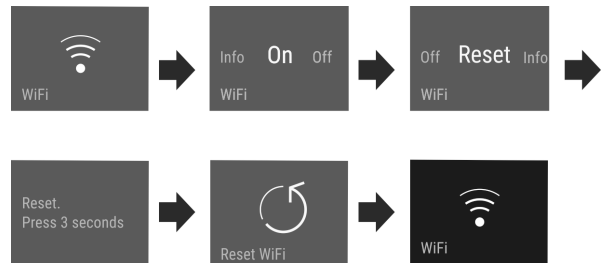 WiFi
Info On Off
WiFi
Off Reset Info
WiFi
Reset.
Press 3 seconds
Reset WiFi
WiFi